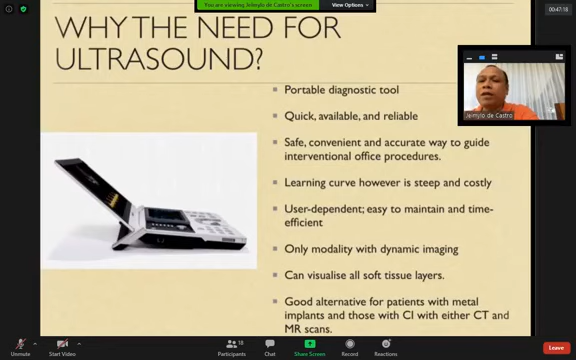 You are viewing Jeimylo de Castro's screen
View Options
00:47:18
WHY THE NEED FOR
ULTRASOUND?
Portable diagnostic tool
Quick, available, and reliable
Safe, convenient and accurate way to guide
interventional office procedures.
Learning curve however is steep and costly
User-dependent; easy to maintain and time-
efficient
Only modality with dynamic imaging
Can visualise all soft tissue layers.
Good alternative for patients with metal
implants and those with CI with either CT and
MR scans.
Jeimylo de Castro
Unmute
Start Video
18
Participants
Chat
Share Screen
Record
Reactions
Leave